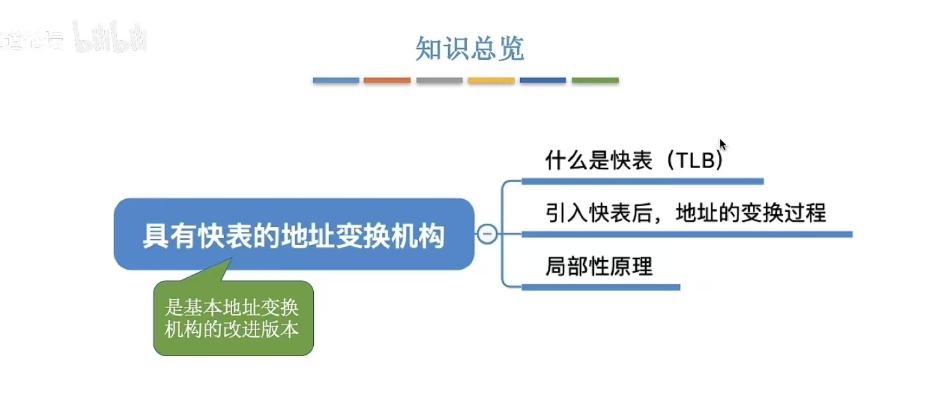 bilibili
知识总览
什么是快表（TLB）
引入快表后，地址的变换过程
具有快表的地址变换机构
局部性原理
是基本地址变换
机构的改进版本